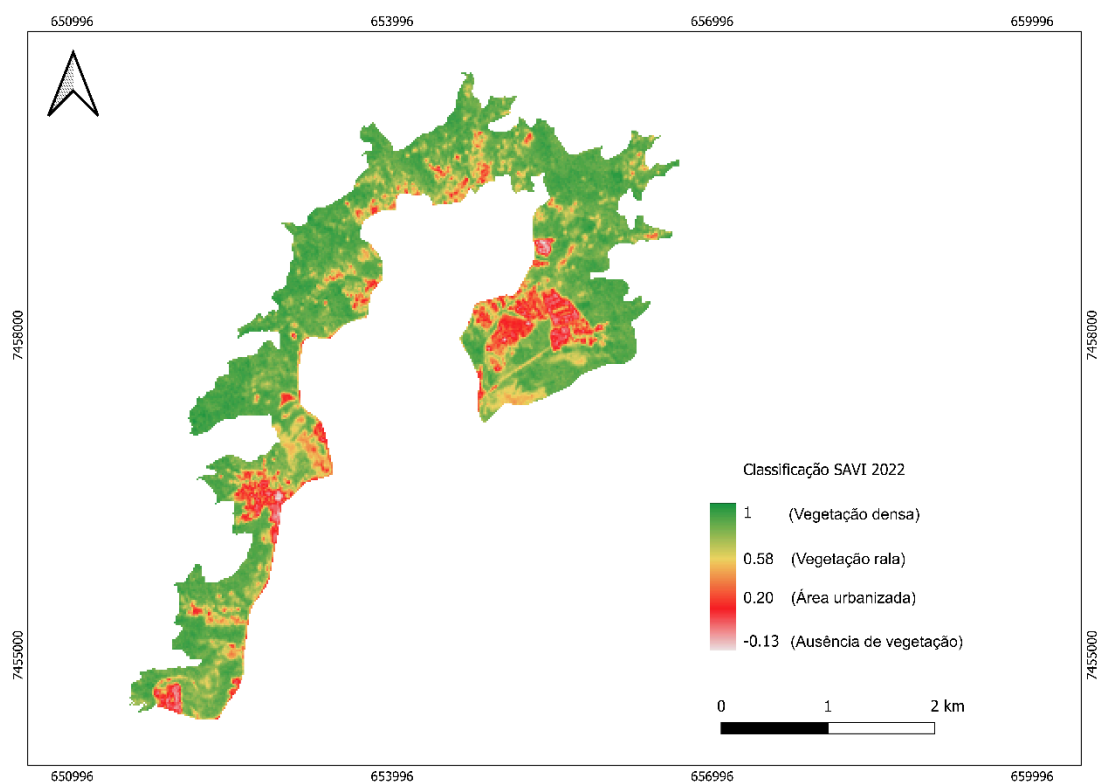 650996 653996 656996 659996
7458000 7458000
Classificação SAVI 2022
1 (Vegetação densa)
0.58 (Vegetação rala)
0.20 (Área urbanizada)
-0.13 (Ausência de vegetação)
7455000 7455000
0 1 2 km
650996 653996 656996 659996